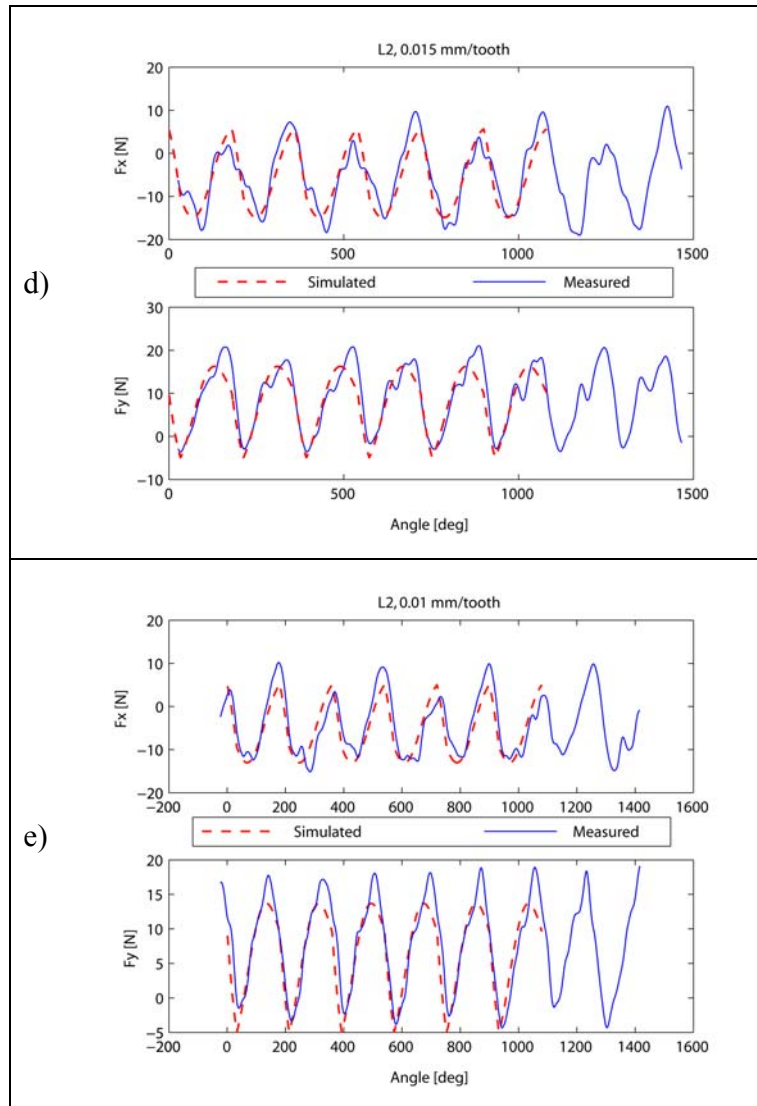 d)
L2, 0.015 mm/tooth
Fx [N]
20
10
0
−10
−20
0 500 1000 1500
Simulated Measured
Fy [N]
30
20
10
0
−10
0 500 1000 1500
Angle [deg]
e)
L2, 0.01 mm/tooth
Fx [N]
20
10
0
−10
−20
−200 0 200 400 600 800 1000 1200 1400 1600
Simulated Measured
Fy [N]
20
15
10
5
0
−5
−200 0 200 400 600 800 1000 1200 1400 1600
Angle [deg]